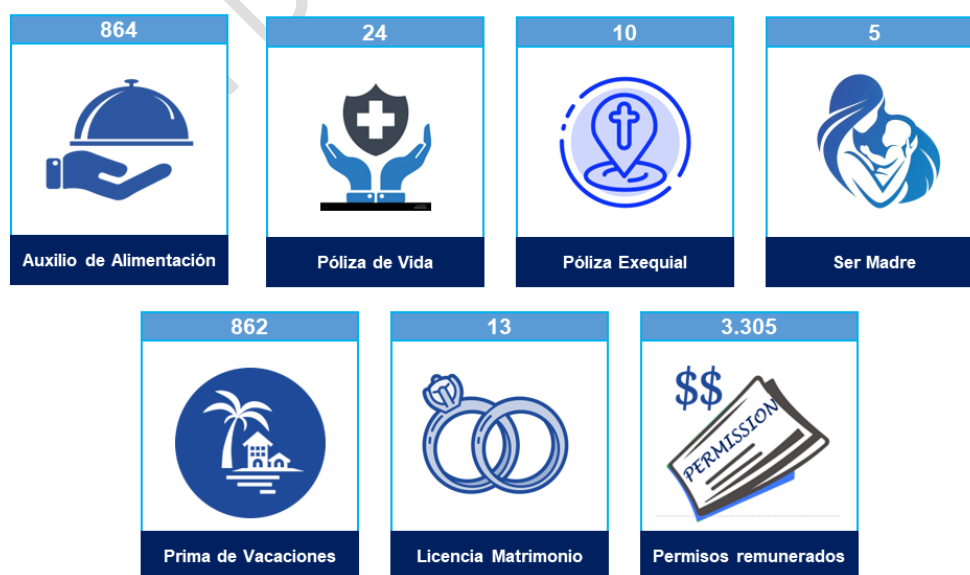 864
24
10
5
Auxilio de Alimentación
Póliza de Vida
Póliza Exequial
Ser Madre
862
13
3.305
$$
PERMISSION
Prima de Vacaciones
Licencia Matrimonio
Permisos remunerados